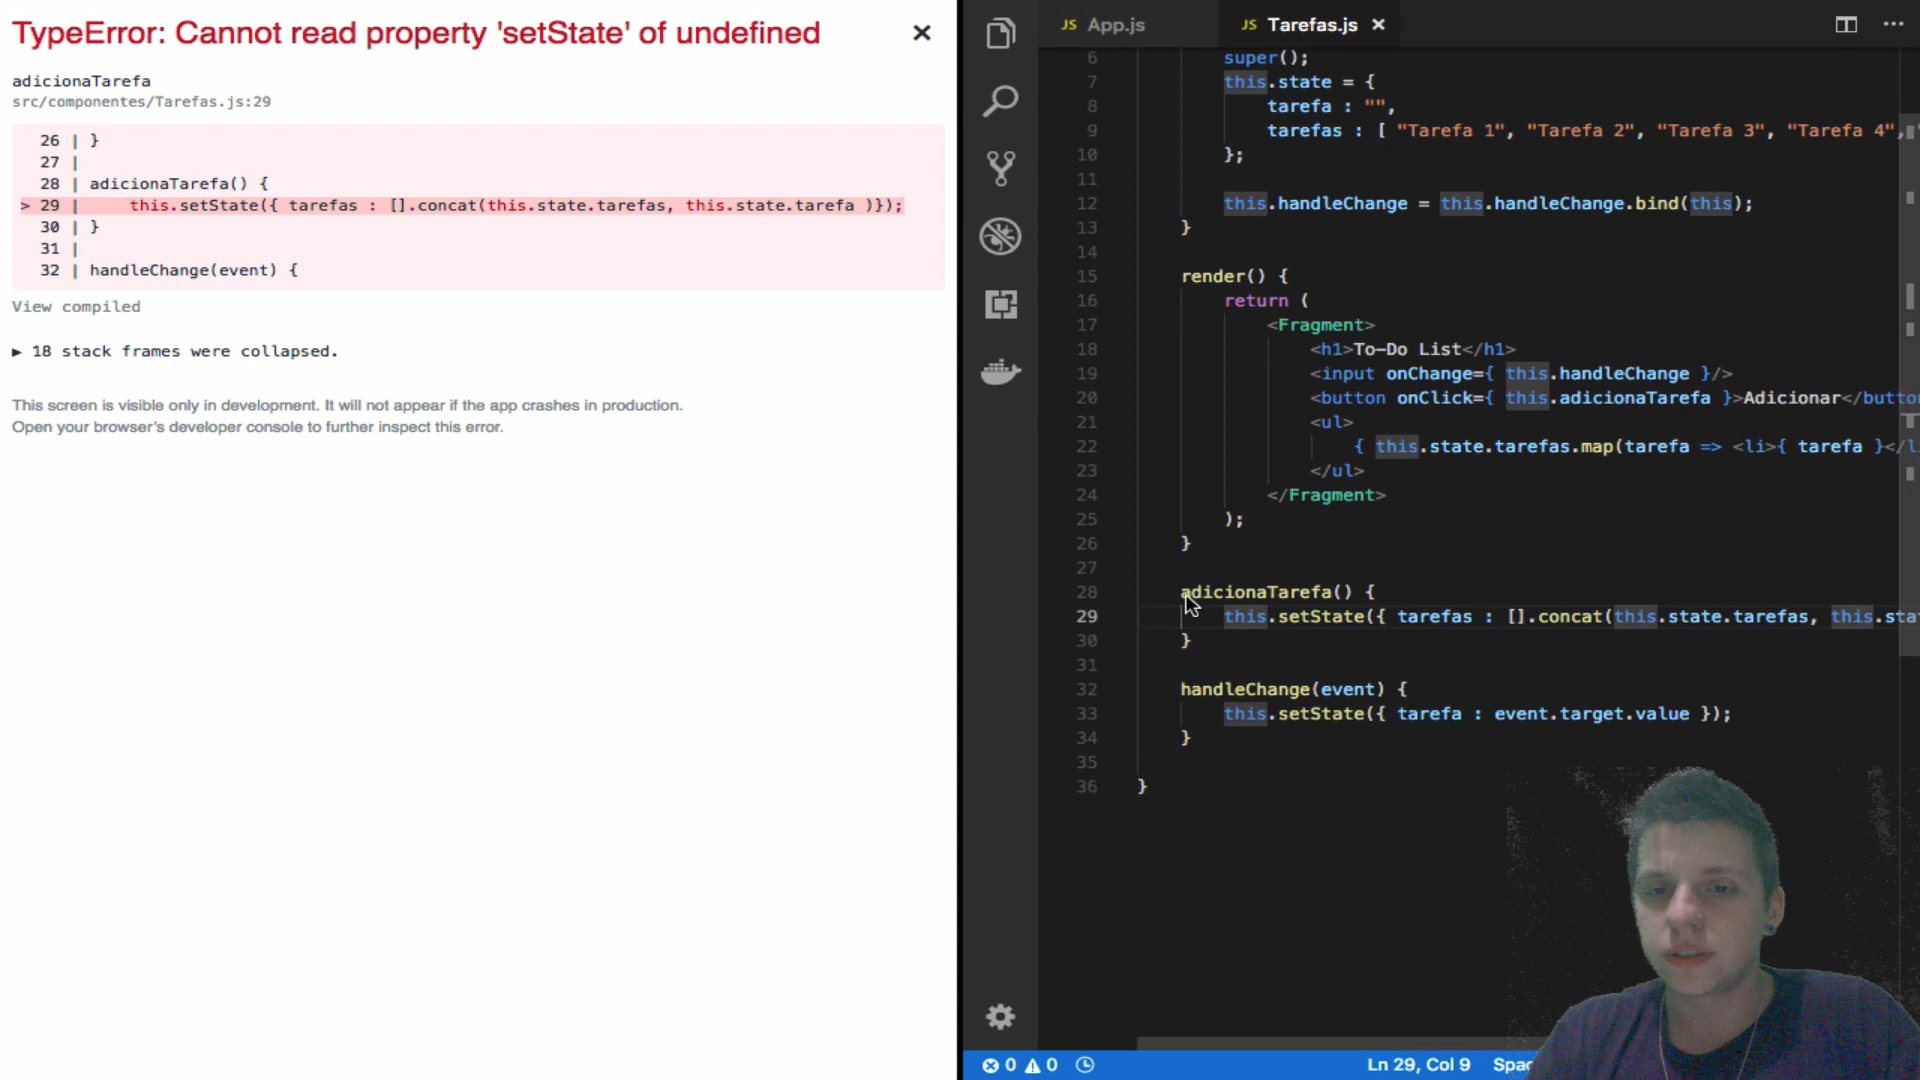 TypeError: Cannot read property 'setState' of undefined
adicionaTarefa
src/componentes/Tarefas.js:29
26 | }
27 |
28 | adicionaTarefa() {
> 29 |     this.setState({ tarefas : [].concat(this.state.tarefas, this.state.tarefa )});
30 | }
31 |
32 | handleChange(event) {
View compiled
▶ 18 stack frames were collapsed.
This screen is visible only in development. It will not appear if the app crashes in production.
Open your browser's developer console to further inspect this error.
JS App.js
JS Tarefas.js
6 super();
7 this.state = {
8 tarefa : "",
9 tarefas : [ "Tarefa 1", "Tarefa 2", "Tarefa 3", "Tarefa 4",
10 };
11
12 this.handleChange = this.handleChange.bind(this);
13 }
14
15 render() {
16 return (
17 <Fragment>
18 <h1>To-Do List</h1>
19 <input onChange={ this.handleChange }/>
20 <button onClick={ this.adicionaTarefa }>Adicionar</butto
21 <ul>
22 { this.state.tarefas.map(tarefa => <li>{ tarefa }</l
23 </ul>
24 </Fragment>
25 );
26 }
27
28 adicionaTarefa() {
29 this.setState({ tarefas : [].concat(this.state.tarefas, this.sta
30 }
31
32 handleChange(event) {
33 this.setState({ tarefa : event.target.value });
34 }
35
36 }
0 0
Ln 29, Col 9
Spac